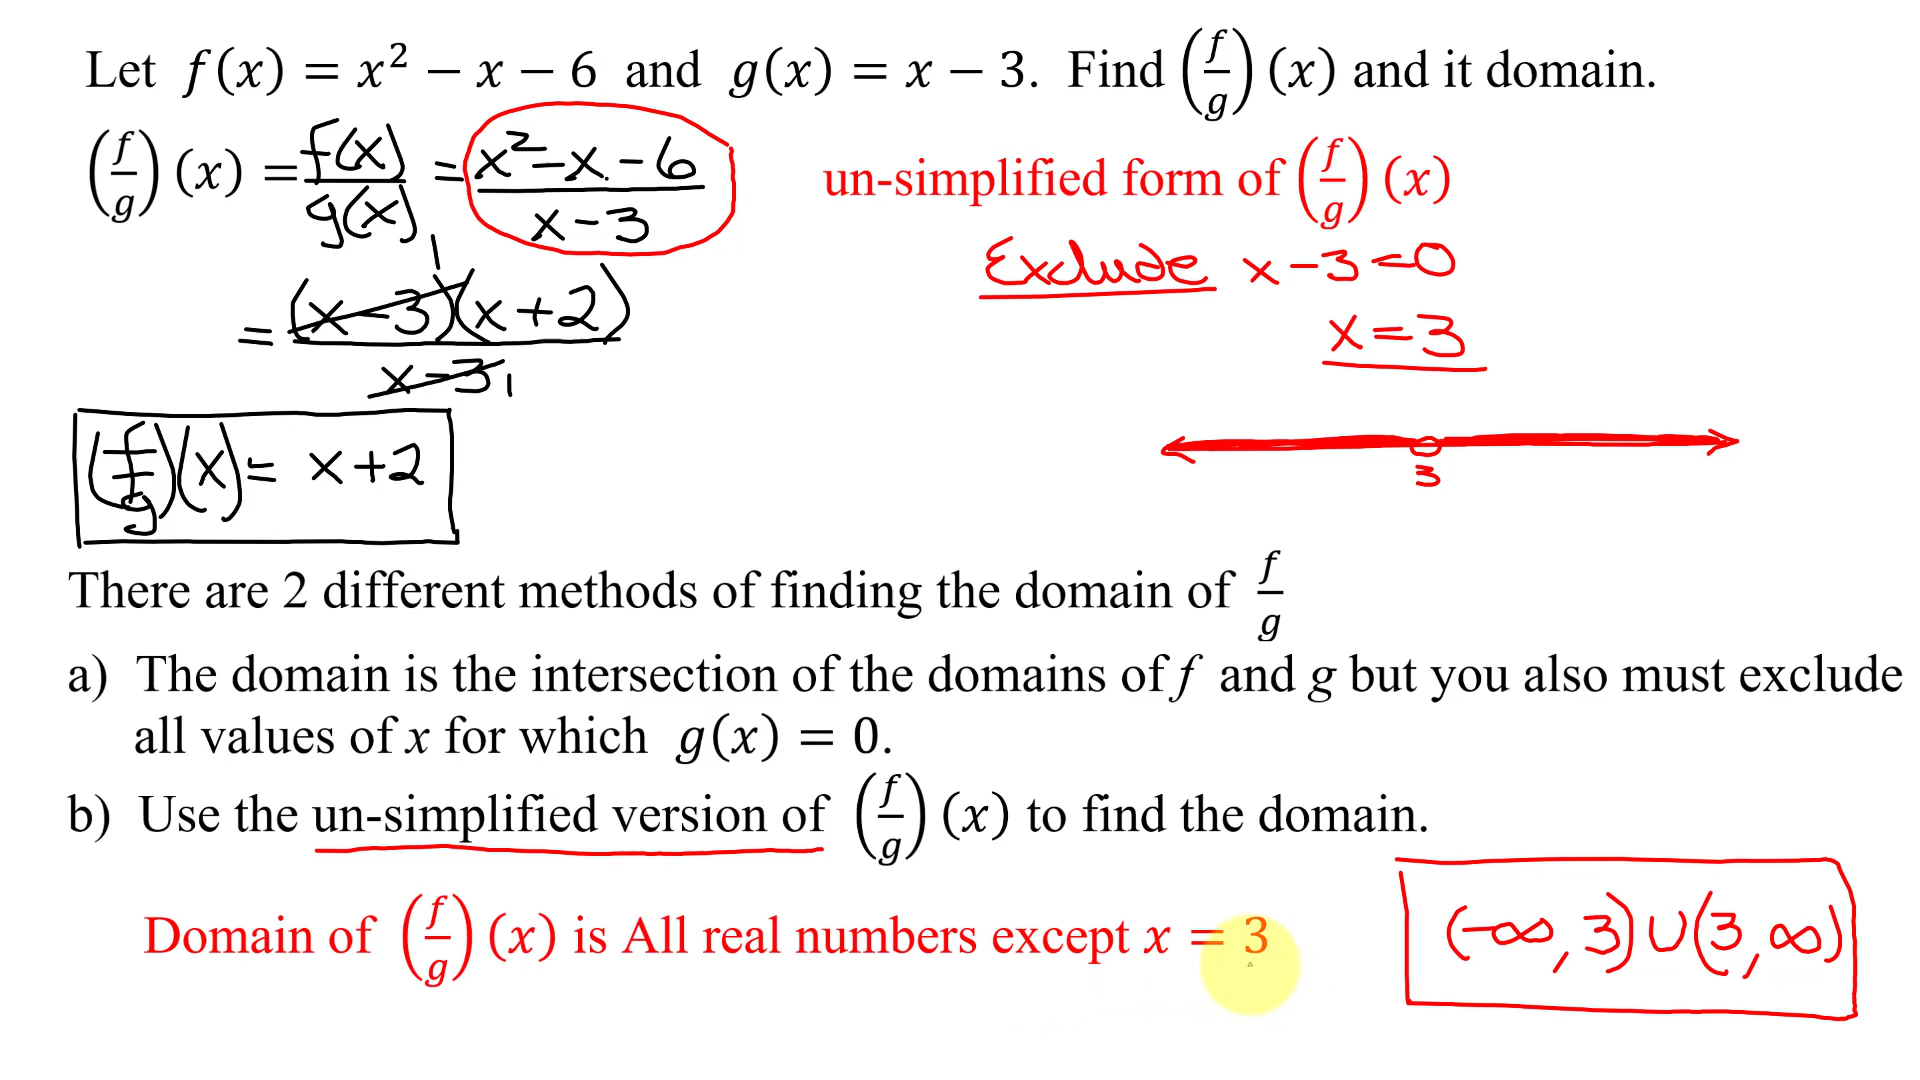 Let f(x) = x² − x − 6 and g(x) = x − 3. Find (f/g)(x) and it domain.
(f/g)(x) = f(x)/g(x) = (x² − x − 6)/(x − 3)
un-simplified form of (f/g)(x)
Exclude x − 3 = 0
= (x − 3)(x + 2)/(x − 3) 1 1
x = 3
3
(f/g)(x) = x + 2
There are 2 different methods of finding the domain of f/g
a) The domain is the intersection of the domains of f and g but you also must exclude
all values of x for which g(x) = 0.
b) Use the un-simplified version of (f/g)(x) to find the domain.
Domain of (f/g)(x) is All real numbers except x = 3
(-∞, 3) ∪ (3, ∞)